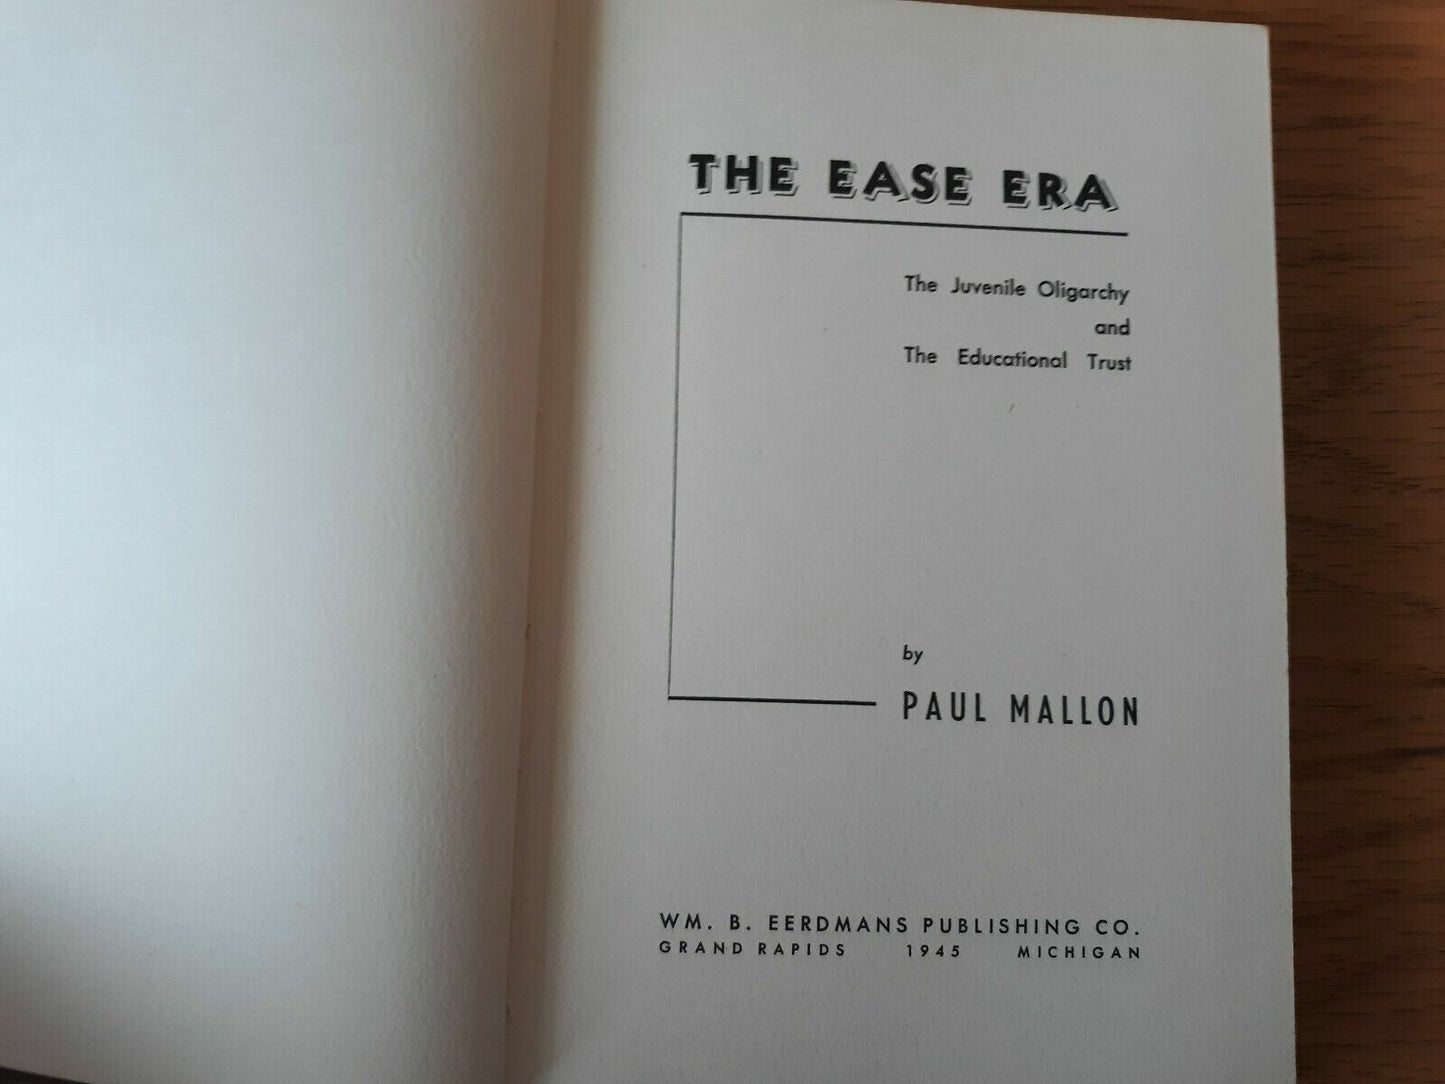 THE EASE ERA
The Juvenile Oligarchy
and
The Educational Trust
by
PAUL MALLON
WM. B. EERDMANS PUBLISHING CO.
GRAND RAPIDS 1945 MICHIGAN